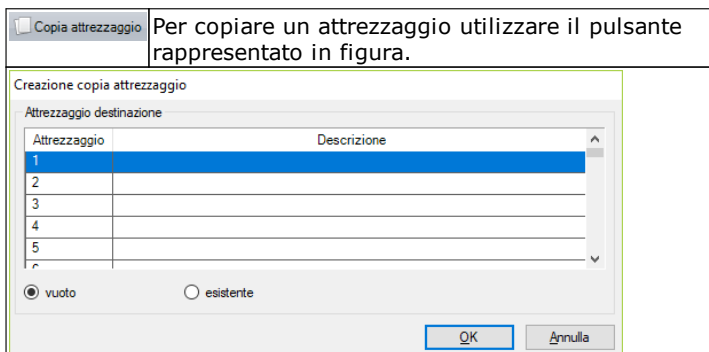 Copia attrezzaggio
Per copiare un attrezzaggio utilizzare il pulsante
rappresentato in figura.
Creazione copia attrezzaggio
Attrezzaggio destinazione
Attrezzaggio Descrizione
1
2
3
4
5
vuoto esistente
OK Annulla